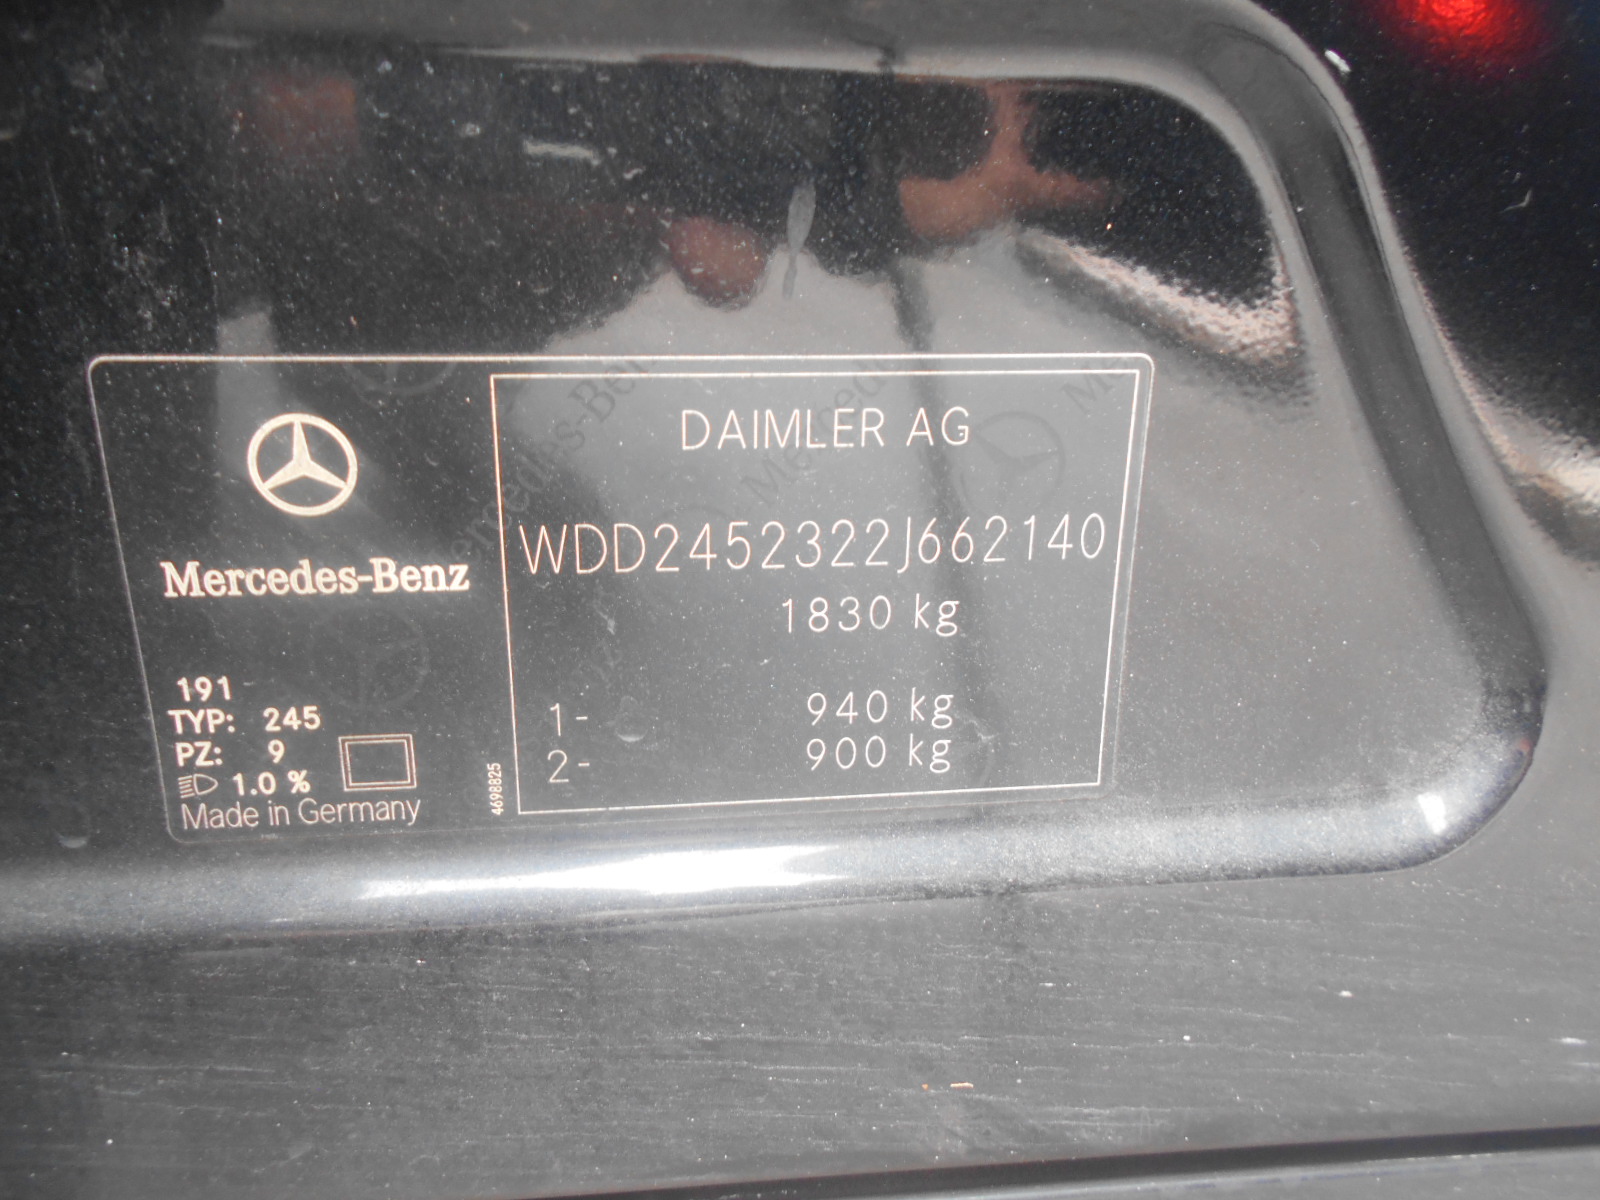 Mercedes-Benz
191
TYP: 245
PZ: 9
1.0 %
Made in Germany
4698825
DAIMLER AG
WDD2452322J662140
1830 kg
1- 940 kg
2- 900 kg